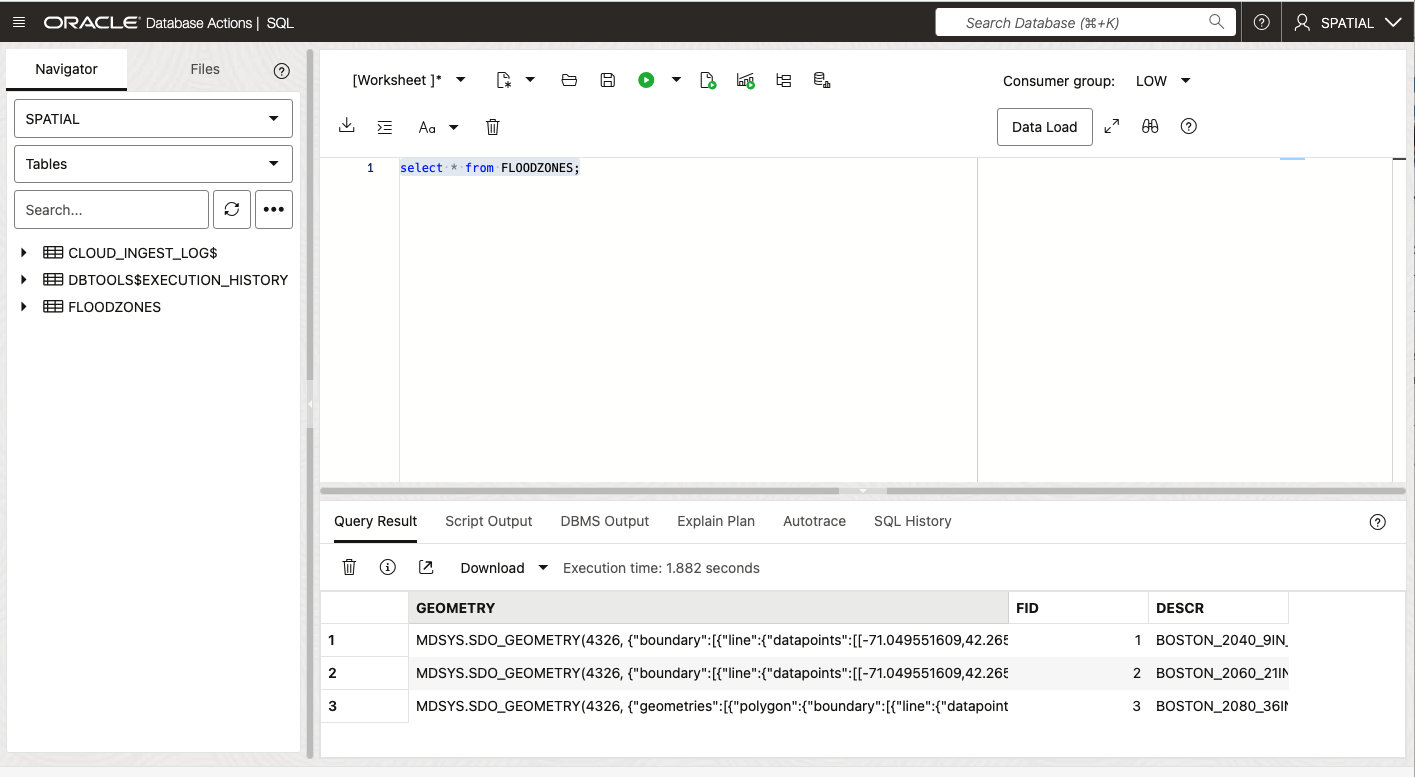 ORACLE® Database Actions | SQL
Search Database (⌘+K)
SPATIAL
Navigator
Files
SPATIAL
Tables
Search...
CLOUD_INGEST_LOG$
DBTOOLS$EXECUTION_HISTORY
FLOODZONES
[Worksheet ]*
Consumer group: LOW
Aa
Data Load
1 select * from FLOODZONES;
Query Result Script Output DBMS Output Explain Plan Autotrace SQL History
Download Execution time: 1.882 seconds
GEOMETRY FID DESCR
1 MDSYS.SDO_GEOMETRY(4326, {"boundary":[{"line":{"datapoints":[[-71.049551609,42.265 1 BOSTON_2040_9IN_
2 MDSYS.SDO_GEOMETRY(4326, {"boundary":[{"line":{"datapoints":[[-71.049551609,42.265 2 BOSTON_2060_21IN
3 MDSYS.SDO_GEOMETRY(4326, {"geometries":[{"polygon":{"boundary":[{"line":{"datapoint 3 BOSTON_2080_36IN